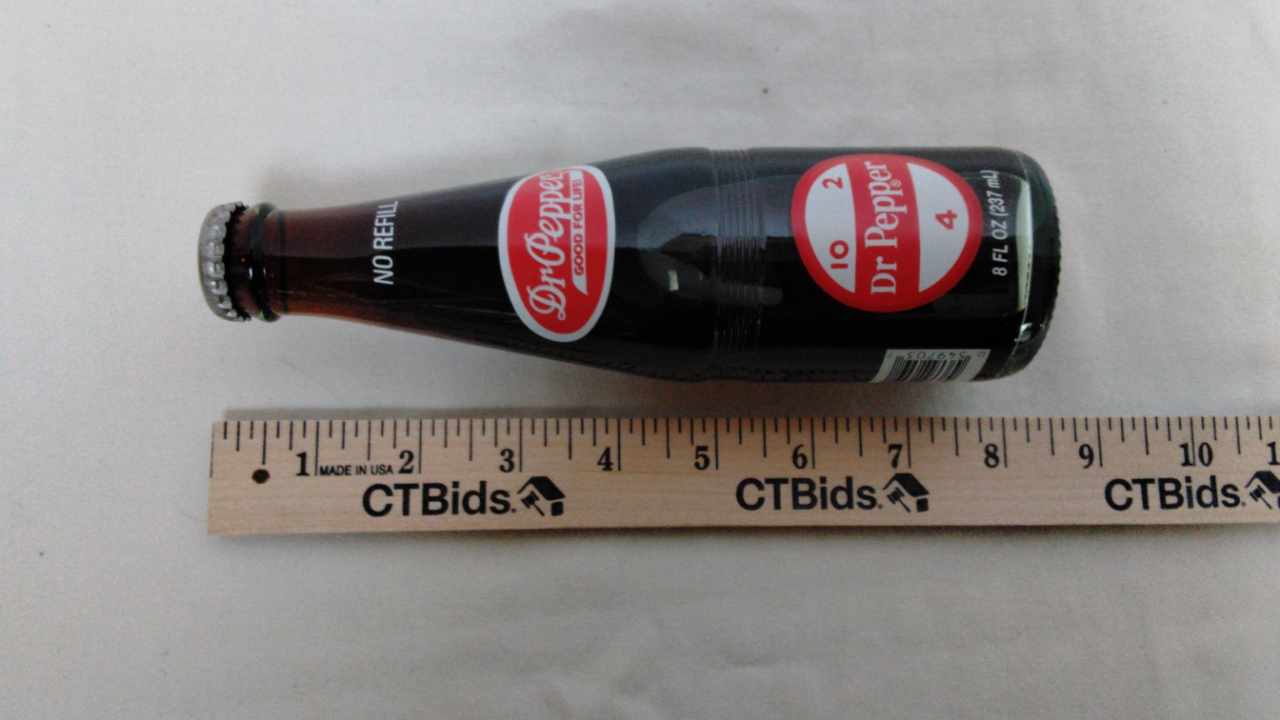 NO REFILL
Dr Pepper
GOOD FOR LIFE!
10 2
Dr Pepper®
4
8 FL OZ (237 mL)
1 2 3 4 5 6 7 8 9 10
MADE IN USA
CTBids. CTBids. CTBids.